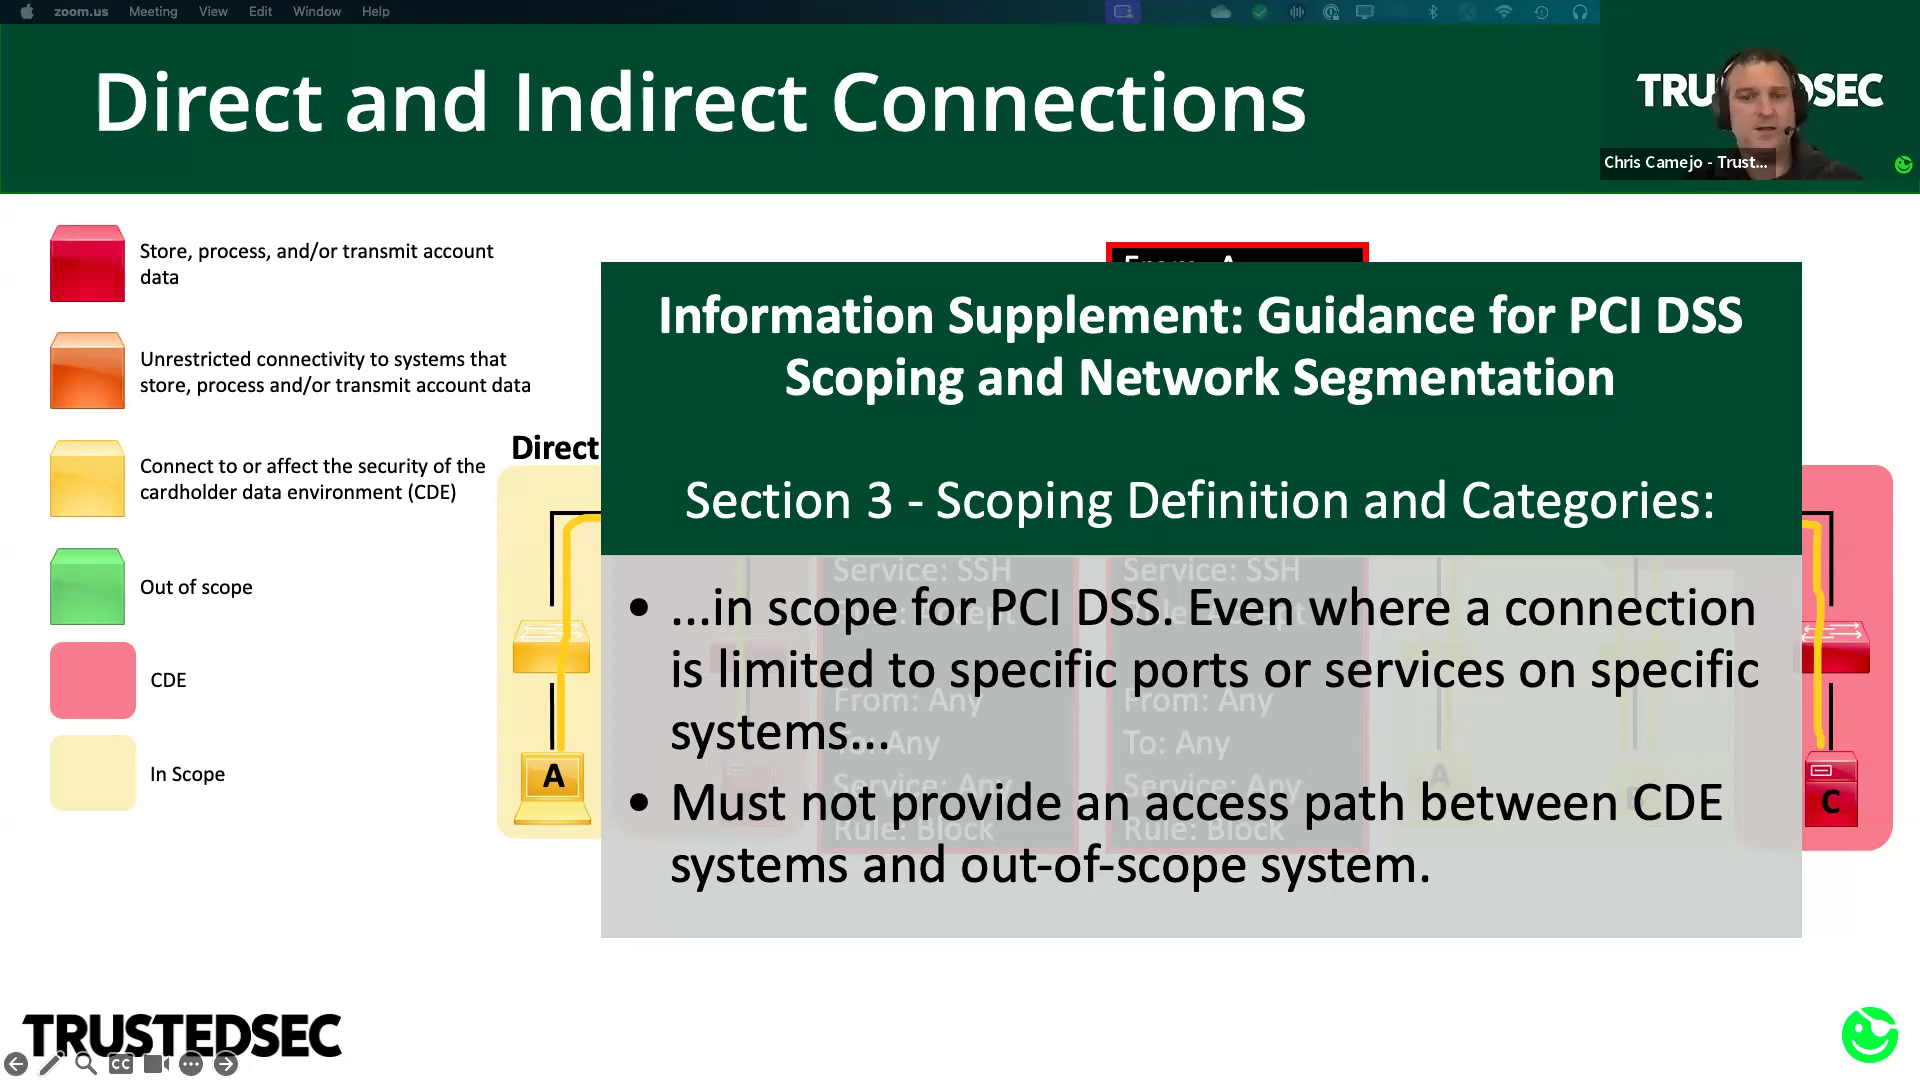 zoom.us Meeting View Edit Window Help
Direct and Indirect Connections
TRUSTEDSEC
Chris Camejo - Trust...
Store, process, and/or transmit account
data
Unrestricted connectivity to systems that
store, process and/or transmit account data
Connect to or affect the security of the
cardholder data environment (CDE)
Out of scope
CDE
In Scope
Direct
A
Information Supplement: Guidance for PCI DSS
Scoping and Network Segmentation
Section 3 - Scoping Definition and Categories:
Service: SSH
Service: SSH
• ...in scope for PCI DSS. Even where a connection
is limited to specific ports or services on specific
systems...
From: Any
From: Any
To: Any
To: Any
Service: Any
Service: Any
Rule: Block
Rule: Block
• Must not provide an access path between CDE
systems and out-of-scope system.
A
C
TRUSTEDSEC
CC